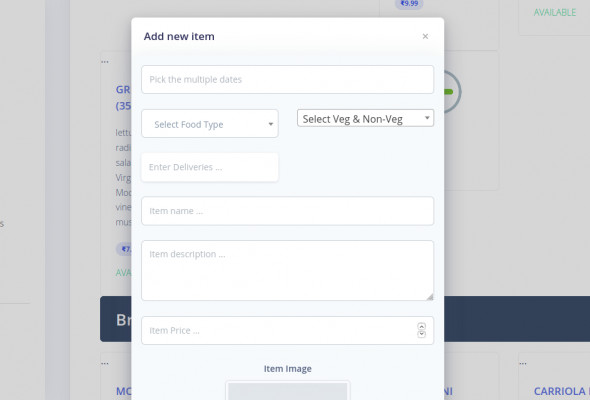 ₹9.99
AVAILABLE
Add new item
×
...
Pick the multiple dates
GR
(35
Select Food Type
Select Veg & Non-Veg
lettu
radi
sala
Enter Deliveries ...
Virg
Moo
vine
Item name ...
mus
s
₹7.
Item description ...
AVA
Br
Item Price ...
...
...
Item Image
MO
NI
CARRIOLA